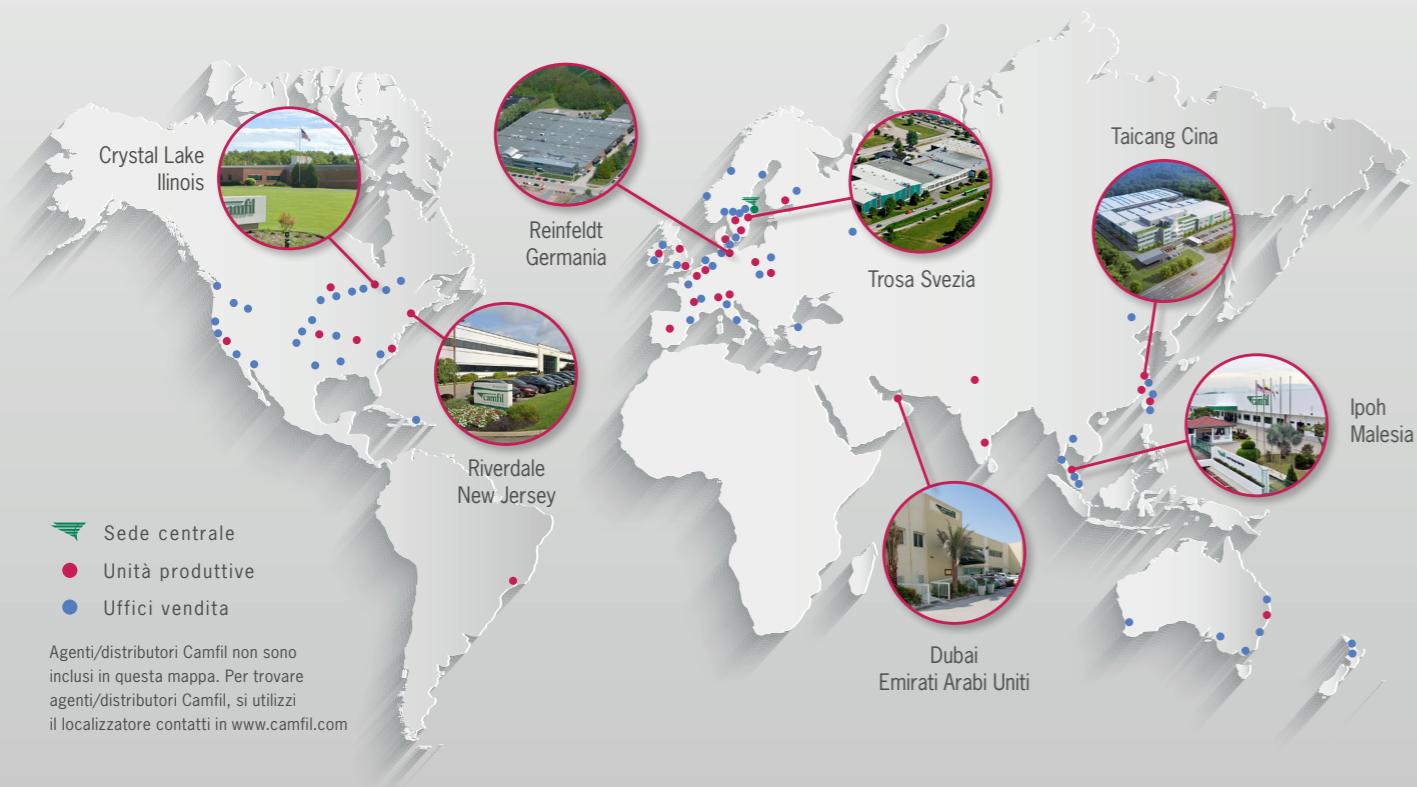 Crystal Lake
Ilinois
camfil
Reinfeldt
Germania
Trosa Svezia
Taicang Cina
camfil
Riverdale
New Jersey
Ipoh
Malesia
Dubai
Emirati Arabi Uniti
Sede centrale
Unità produttive
Uffici vendita
Agenti/distributori Camfil non sono
inclusi in questa mappa. Per trovare
agenti/distributori Camfil, si utilizzi
il localizzatore contatti in www.camfil.com